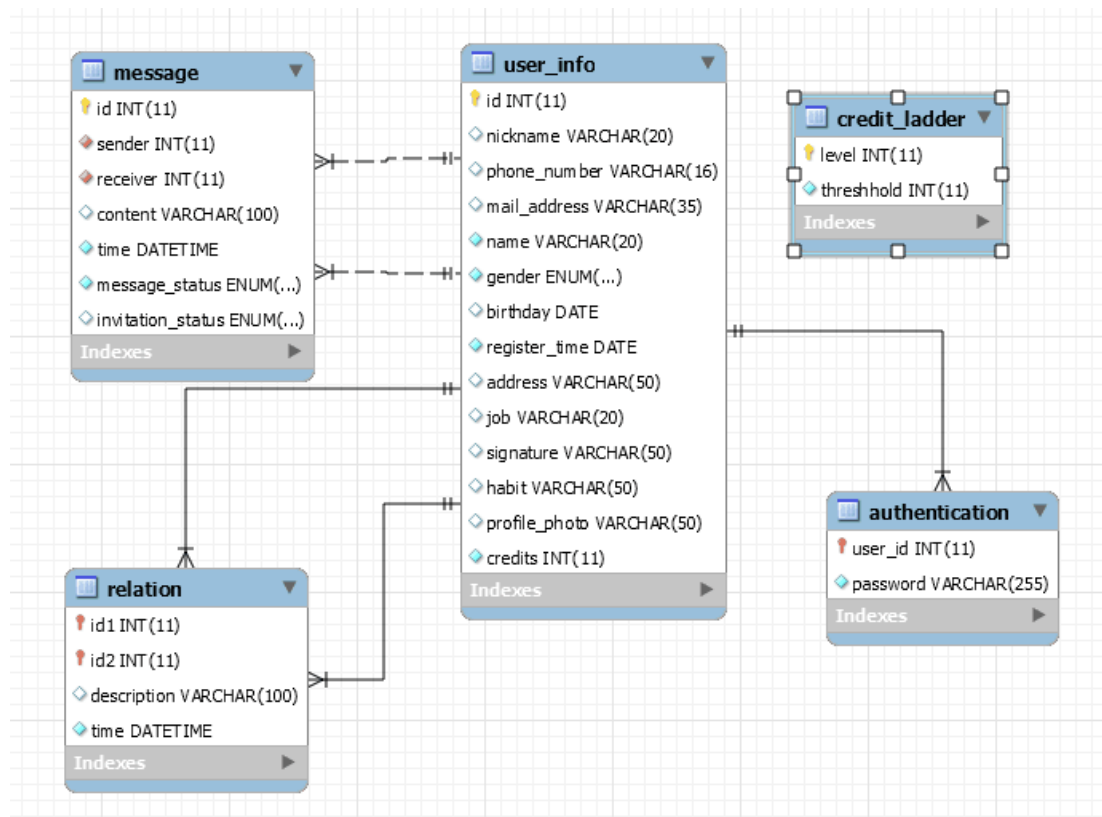 message
id INT(11)
sender INT(11)
receiver INT(11)
content VARCHAR(100)
time DATETIME
message_status ENUM(...)
invitation_status ENUM(...)
Indexes
user_info
id INT(11)
nickname VARCHAR(20)
phone_number VARCHAR(16)
mail_address VARCHAR(35)
name VARCHAR(20)
gender ENUM(...)
birthday DATE
register_time DATE
address VARCHAR(50)
job VARCHAR(20)
signature VARCHAR(50)
habit VARCHAR(50)
profile_photo VARCHAR(50)
credits INT(11)
Indexes
credit_ladder
level INT(11)
threshhold INT(11)
Indexes
relation
id1 INT(11)
id2 INT(11)
description VARCHAR(100)
time DATETIME
Indexes
authentication
user_id INT(11)
password VARCHAR(255)
Indexes